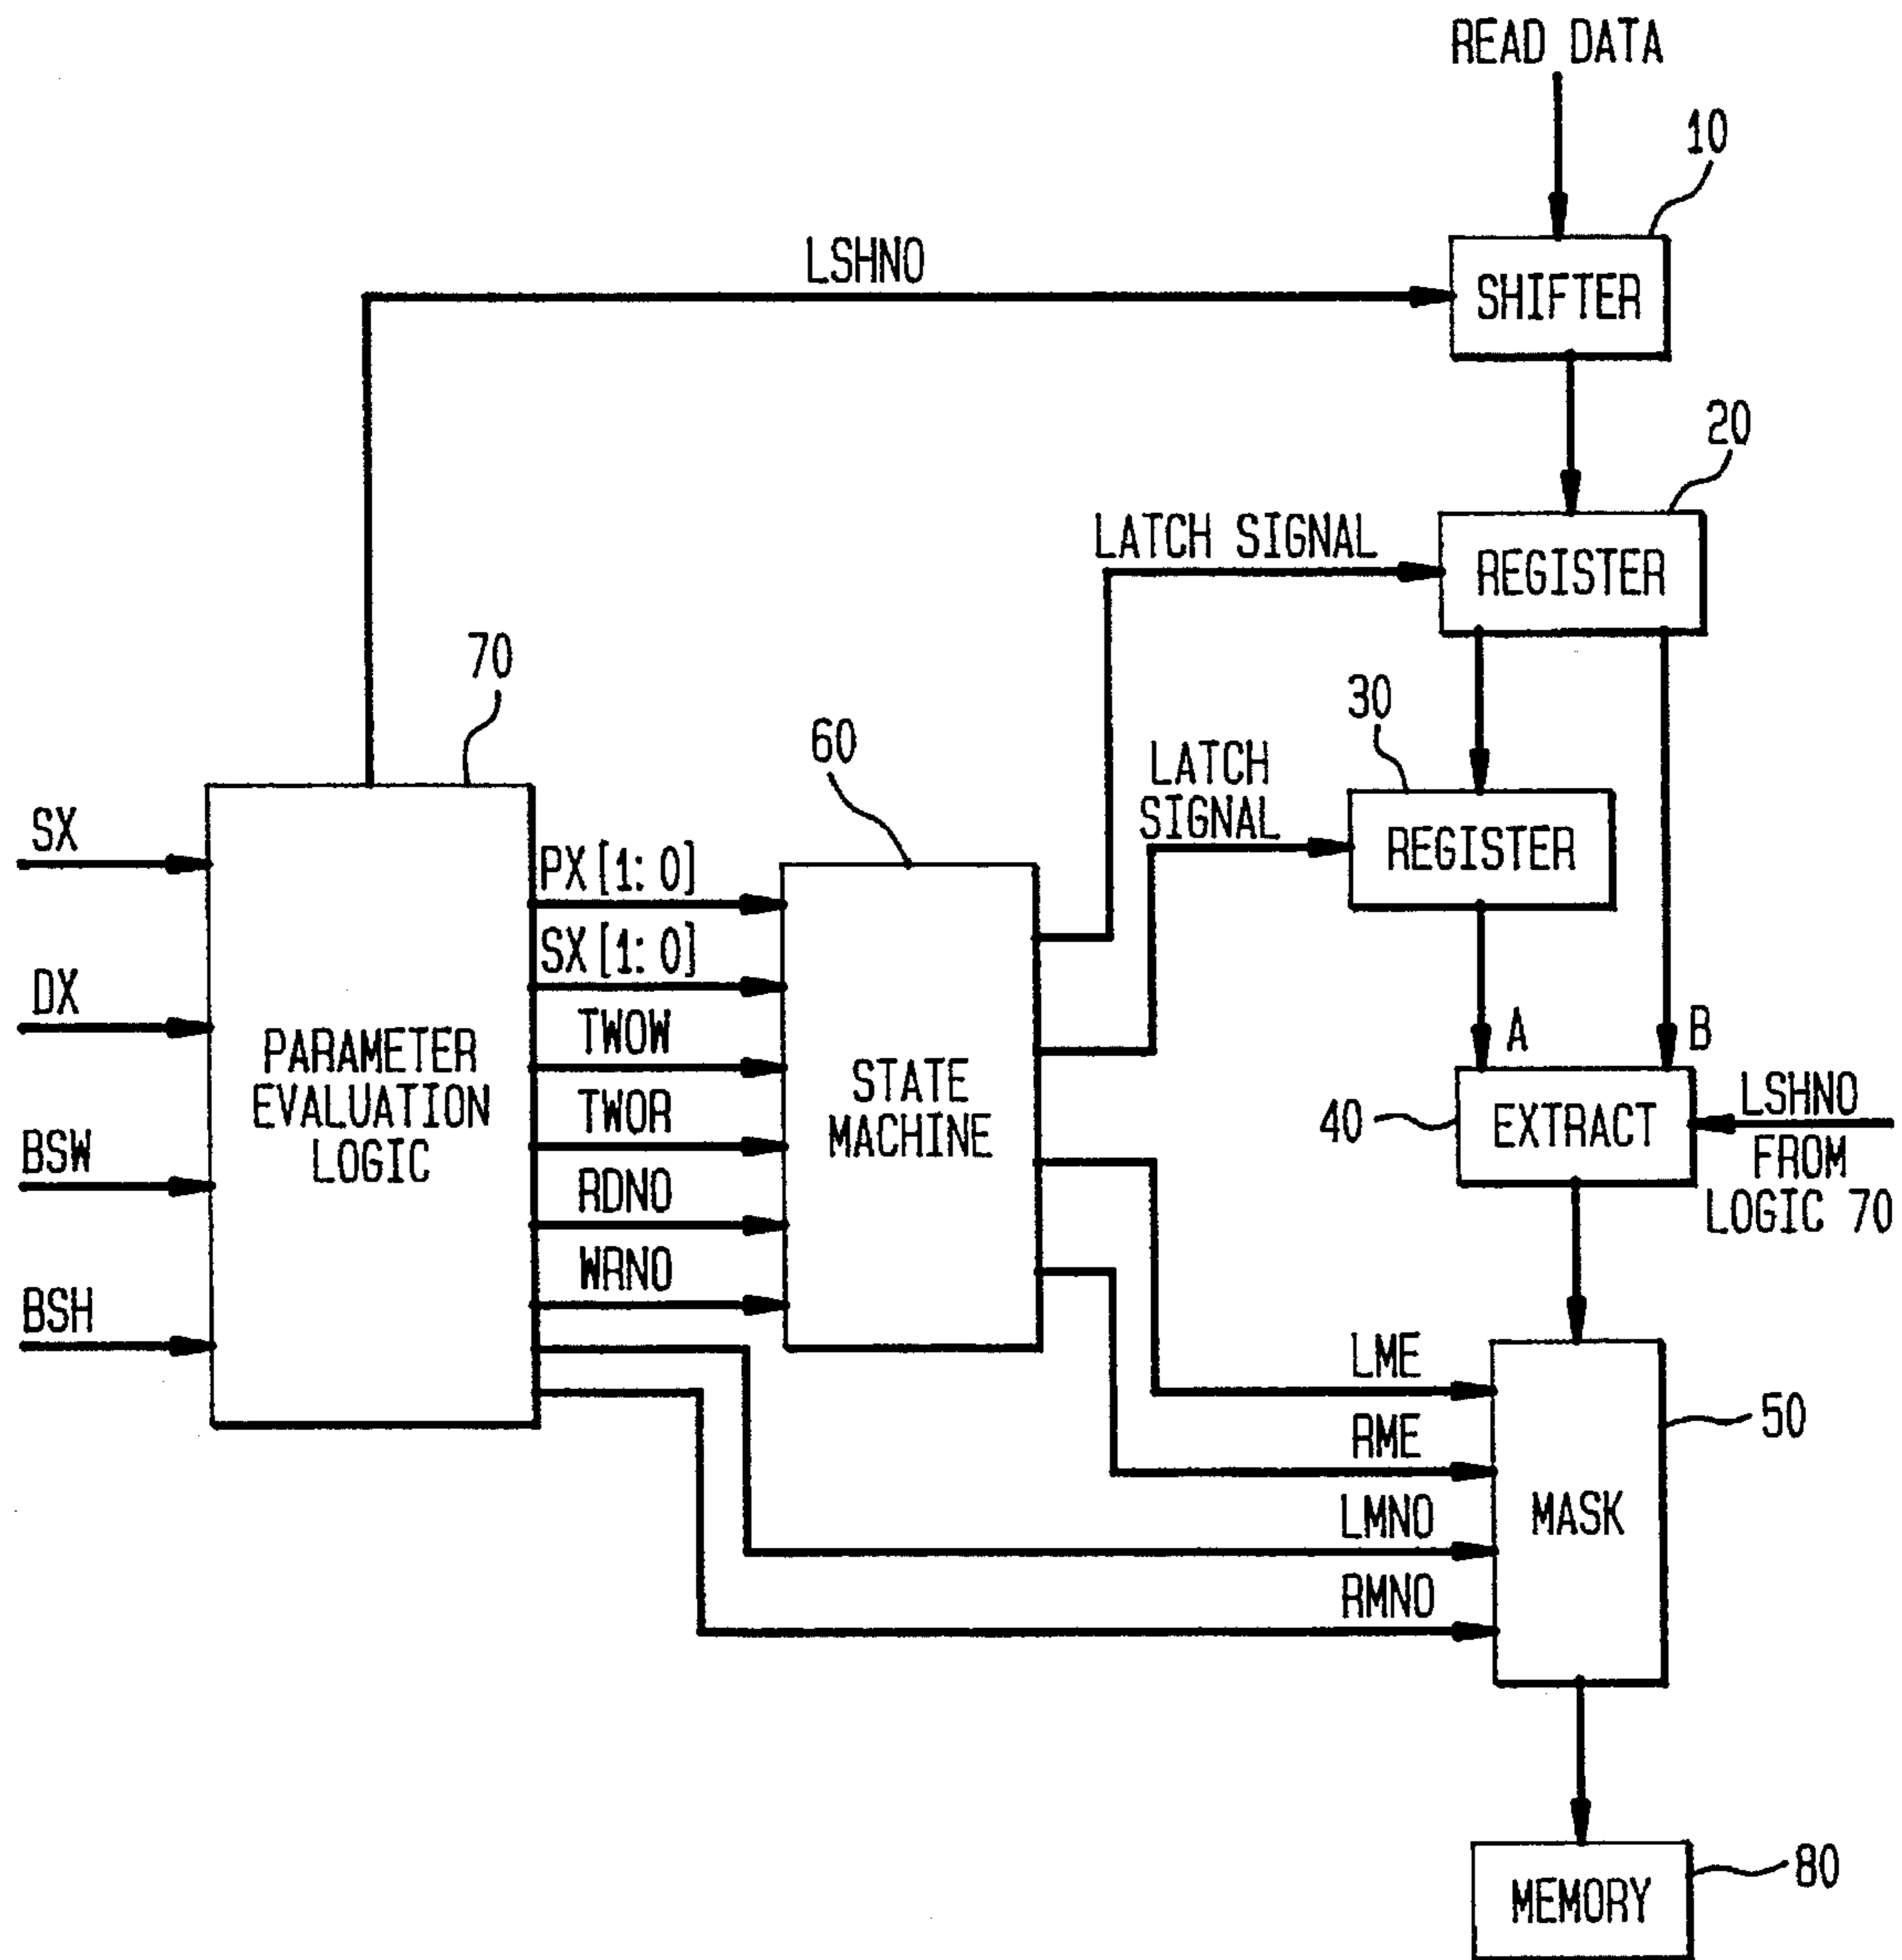 READ DATA
10
LSHNO
SHIFTER
20
LATCH SIGNAL
REGISTER
70
30
60
LATCH
SIGNAL
SX
REGISTER
PX [1: 0]
SX [1: 0]
DX
TWOW
A
B
PARAMETER
EVALUATION
LOGIC
STATE
MACHINE
LSHNO
TWOR
40
EXTRACT
FROM
LOGIC 70
BSW
RDNO
WRNO
BSH
LME
50
RME
LMNO
MASK
RMNO
80
MEMORY